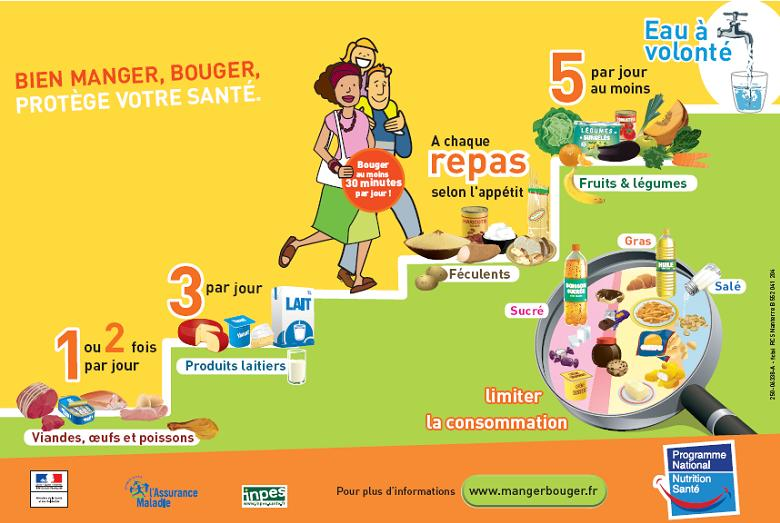 BIEN MANGER, BOUGER,
PROTÈGE VOTRE SANTÉ.
Eau à
volonté
5 par jour
au moins
LÉGUMES
SURGELÉS
Fruits & légumes
A chaque
repas
selon l'appétit
Féculents
Bouger
au moins
30 minutes
par jour !
3 par jour
LAIT
Produits laitiers
1 ou 2 fois
par jour
Viandes, œufs et poissons
Gras
HUILE
Salé
Sucré
BOISSON
SUCRÉE
limiter
la consommation
l'Assurance
Maladie
inpes
Pour plus d'informations
www.mangerbouger.fr
Programme
National
Nutrition
Santé